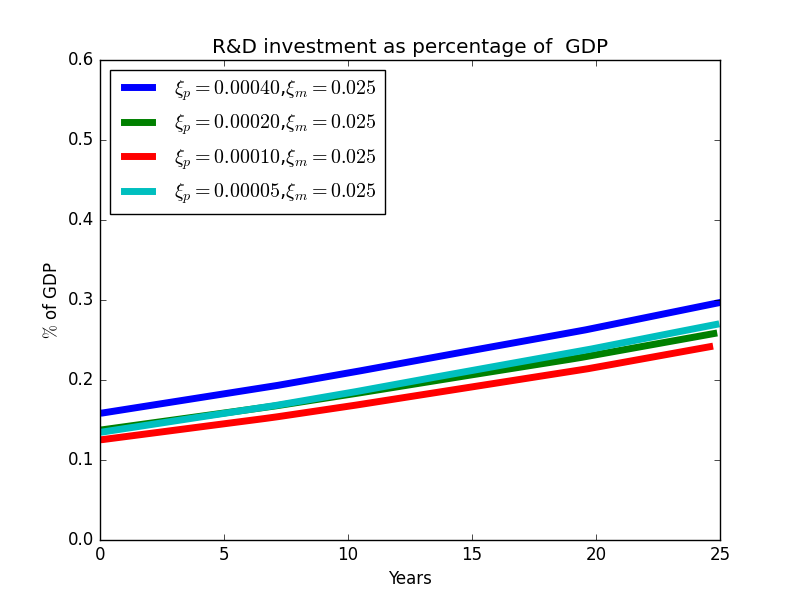 R&D investment as percentage of  GDP
ξₚ = 0.00040,ξₘ = 0.025
ξₚ = 0.00020,ξₘ = 0.025
ξₚ = 0.00010,ξₘ = 0.025
ξₚ = 0.00005,ξₘ = 0.025
0.6
0.5
0.4
0.3
0.2
0.1
0.0
% of GDP
0 5 10 15 20 25
Years